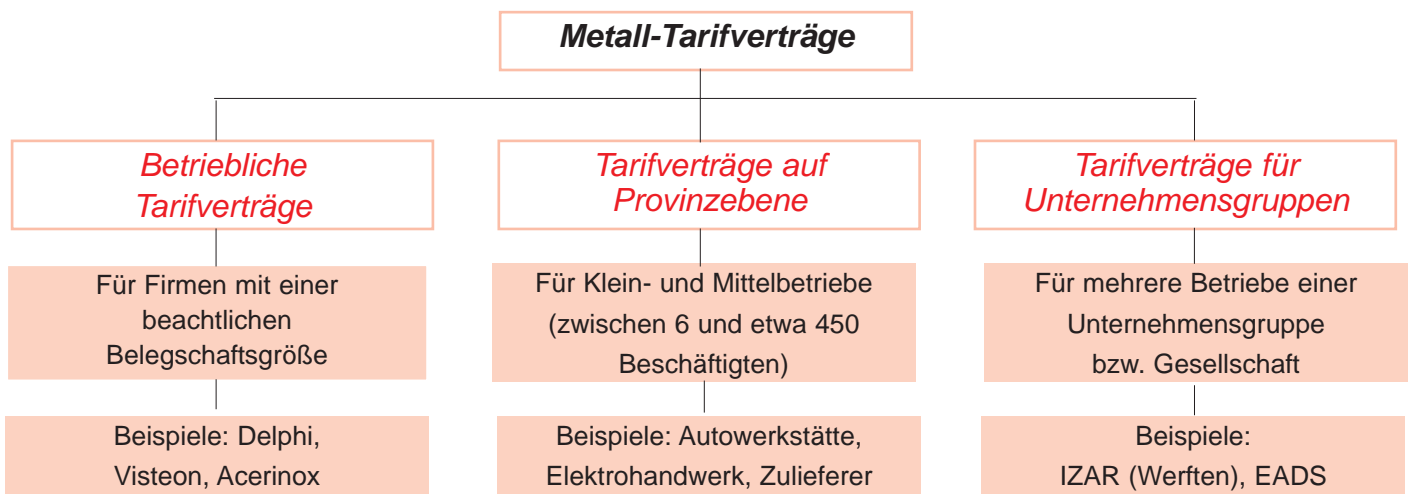 Metall-Tarifverträge
Betriebliche
Tarifverträge
Tarifverträge auf
Provinzebene
Tarifverträge für
Unternehmensgruppen
Für Firmen mit einer
beachtlichen
Belegschaftsgröße
Für Klein- und Mittelbetriebe
(zwischen 6 und etwa 450
Beschäftigten)
Für mehrere Betriebe einer
Unternehmensgruppe
bzw. Gesellschaft
Beispiele: Delphi,
Visteon, Acerinox
Beispiele: Autowerkstätte,
Elektrohandwerk, Zulieferer
Beispiele:
IZAR (Werften), EADS